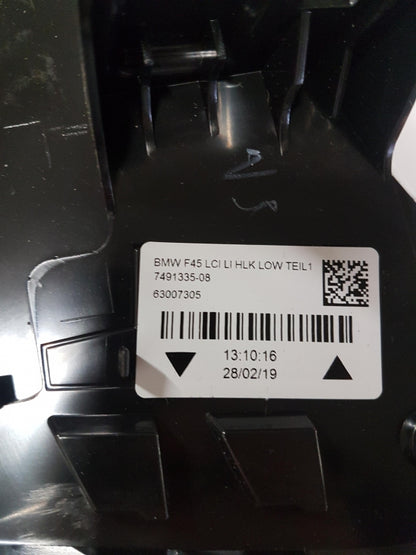 BMW F45 LCI LI HLK LOW TEIL1
7491335-08
63007305
13:10:16
28/02/19